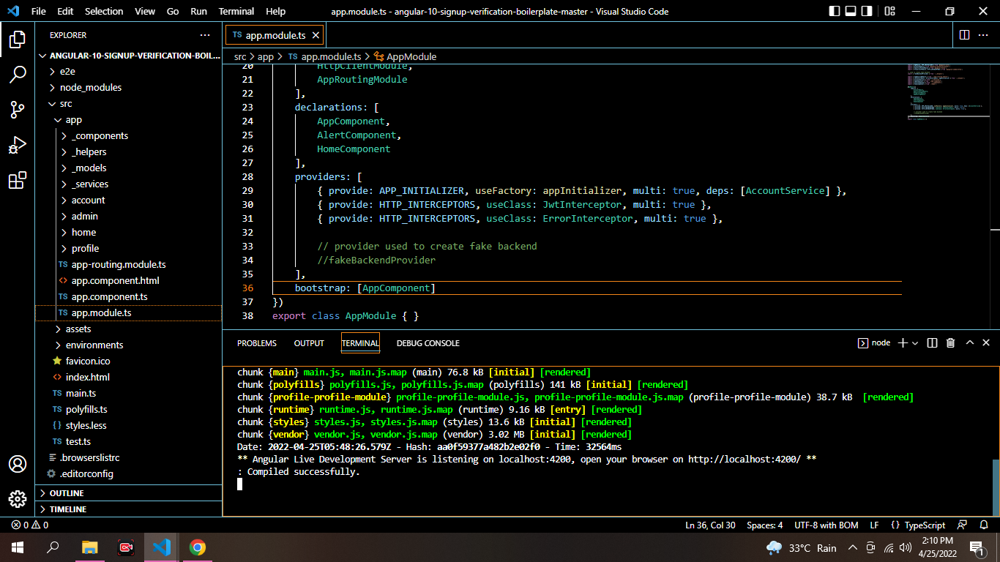 File Edit Selection View Go Run Terminal Help
app.module.ts - angular-10-signup-verification-boilerplate-master - Visual Studio Code
EXPLORER
ANGULAR-10-SIGNUP-VERIFICATION-BOIL...
e2e
node_modules
src
app
_components
_helpers
_models
_services
account
admin
home
profile
TS app-routing.module.ts
<> app.component.html
TS app.component.ts
TS app.module.ts
assets
environments
favicon.ico
<> index.html
TS main.ts
TS polyfills.ts
{} styles.less
TS test.ts
.browserslistrc
.editorconfig
OUTLINE
TIMELINE
TS app.module.ts
src > app > TS app.module.ts > AppModule
20 HttpClientModule,
21 AppRoutingModule
22 ],
23 declarations: [
24 AppComponent,
25 AlertComponent,
26 HomeComponent
27 ],
28 providers: [
29 { provide: APP_INITIALIZER, useFactory: appInitializer, multi: true, deps: [AccountService] },
30 { provide: HTTP_INTERCEPTORS, useClass: JwtInterceptor, multi: true },
31 { provide: HTTP_INTERCEPTORS, useClass: ErrorInterceptor, multi: true },
32
33 // provider used to create fake backend
34 //fakeBackendProvider
35 ],
36 bootstrap: [AppComponent]
37 })
38 export class AppModule { }
PROBLEMS OUTPUT TERMINAL DEBUG CONSOLE
node
chunk {main} main.js, main.js.map (main) 76.8 kB [initial] [rendered]
chunk {polyfills} polyfills.js, polyfills.js.map (polyfills) 141 kB [initial] [rendered]
chunk {profile-profile-module} profile-profile-module.js, profile-profile-module.js.map (profile-profile-module) 38.7 kB [rendered]
chunk {runtime} runtime.js, runtime.js.map (runtime) 9.16 kB [entry] [rendered]
chunk {styles} styles.js, styles.js.map (styles) 13.6 kB [initial] [rendered]
chunk {vendor} vendor.js, vendor.js.map (vendor) 3.02 MB [initial] [rendered]
Date: 2022-04-25T05:48:26.579Z - Hash: aa0f59377a482b2e02f0 - Time: 32564ms
** Angular Live Development Server is listening on localhost:4200, open your browser on http://localhost:4200/ **
: Compiled successfully.
0 0
Ln 36, Col 30 Spaces: 4 UTF-8 with BOM LF {} TypeScript
33°C Rain
2:10 PM
4/25/2022
1